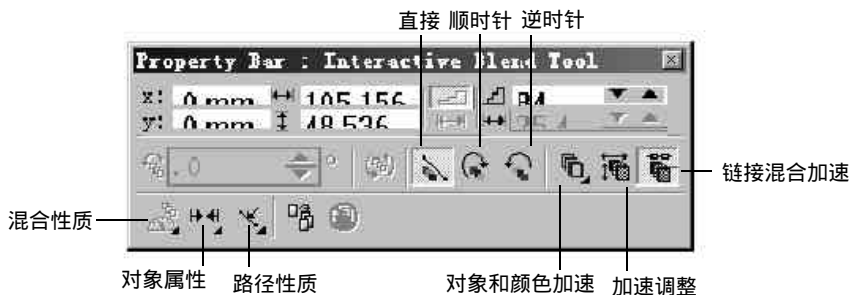 直接 顺时针 逆时针
Property Bar : Interactive Blend Tool
x: 0 mm 105.156
y: 0 mm 48.536
.0 °
链接混合加速
混合性质
对象属性 路径性质 对象和颜色加速 加速调整